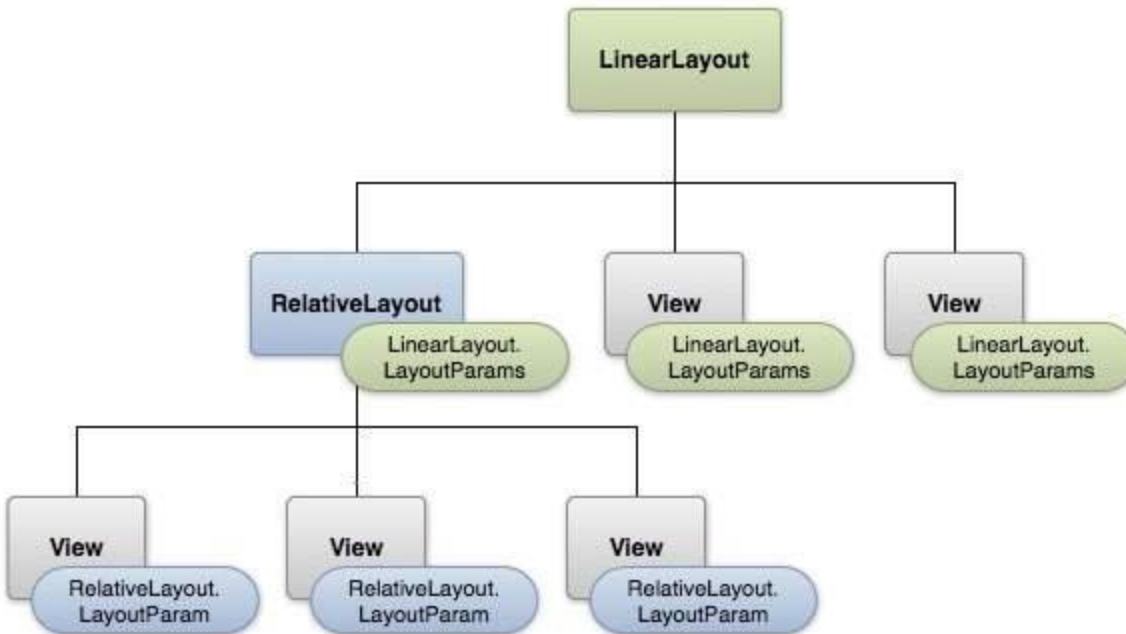 LinearLayout
RelativeLayout
LinearLayout.
LayoutParams
View
LinearLayout.
LayoutParams
View
LinearLayout.
LayoutParams
View
RelativeLayout.
LayoutParam
View
RelativeLayout.
LayoutParam
View
RelativeLayout.
LayoutParam